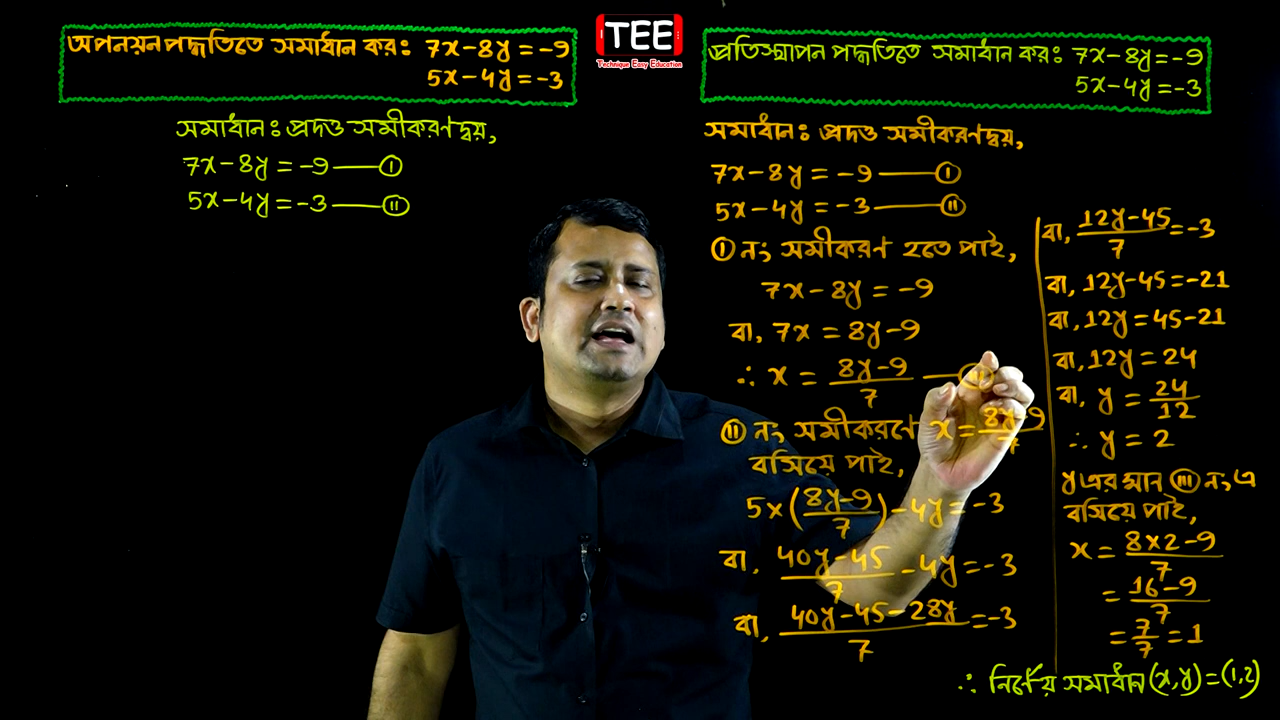 TEE
Technique Easy Education
অপনয়ন পদ্ধতিতে সমাধান কর: 7x-8y=-9
5x-4y=-3
সমাধান: প্রদত্ত সমীকরণদ্বয়,
7x-8y=-9 — (i)
5x-4y=-3 — (ii)
প্রতিস্থাপন পদ্ধতিতে সমাধান কর: 7x-8y=-9
5x-4y=-3
সমাধান: প্রদত্ত সমীকরণদ্বয়,
7x-8y = -9 — (i)
5x-4y = -3 — (ii)
(i) নং সমীকরণ হতে পাই,
7x-8y = -9
বা, 7x = 8y-9
∴ x = (8y-9)/7 — (iii)
(ii) নং সমীকরণে x = (8y-9)/7
বসিয়ে পাই,
5×((8y-9)/7)-4y=-3
বা, (40y-45)/7 -4y=-3
বা, (40y-45-28y)/7 =-3
বা, (12y-45)/7 =-3
বা, 12y-45=-21
বা, 12y=45-21
বা, 12y=24
বা, y = 24/12
∴ y = 2
y এর মান (iii) নং এ
বসিয়ে পাই,
x = (8×2-9)/7
= (16-9)/7
= 7/7 = 1
∴ নির্ণেয় সমাধান (x,y)=(1,2)